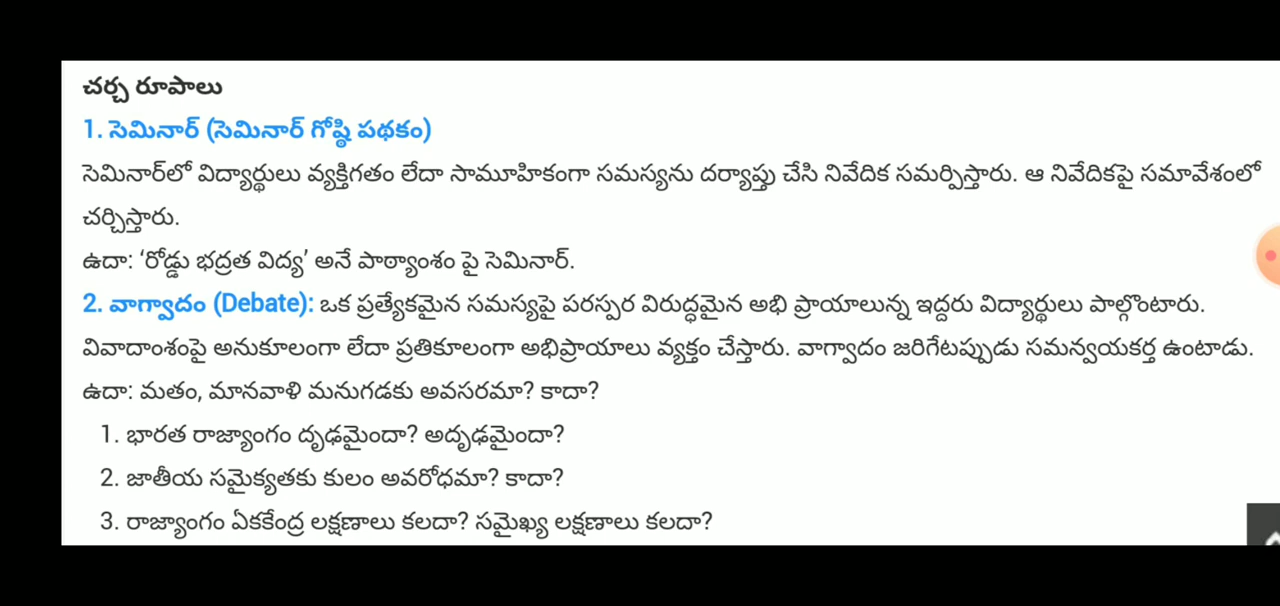 చర్చ రూపాలు
1. సెమినార్ (సెమినార్ గోష్ఠి పథకం)
సెమినార్‌లో విద్యార్థులు వ్యక్తిగతం లేదా సామూహికంగా సమస్యను దర్యాప్తు చేసి నివేదిక సమర్పిస్తారు. ఆ నివేదికపై సమావేశంలో
చర్చిస్తారు.
ఉదా: ‘రోడ్డు భద్రత విద్య’ అనే పాఠ్యాంశం పై సెమినార్.
2. వాగ్వాదం (Debate): ఒక ప్రత్యేకమైన సమస్యపై పరస్పర విరుద్ధమైన అభి ప్రాయాలున్న ఇద్దరు విద్యార్థులు పాల్గొంటారు.
వివాదాంశంపై అనుకూలంగా లేదా ప్రతికూలంగా అభిప్రాయాలు వ్యక్తం చేస్తారు. వాగ్వాదం జరిగేటప్పుడు సమన్వయకర్త ఉంటాడు.
ఉదా: మతం, మానవాళి మనుగడకు అవసరమా? కాదా?
1. భారత రాజ్యాంగం దృఢమైందా? అదృఢమైందా?
2. జాతీయ సమైక్యతకు కులం అవరోధమా? కాదా?
3. రాజ్యాంగం ఏకకేంద్ర లక్షణాలు కలదా? సమైఖ్య లక్షణాలు కలదా?